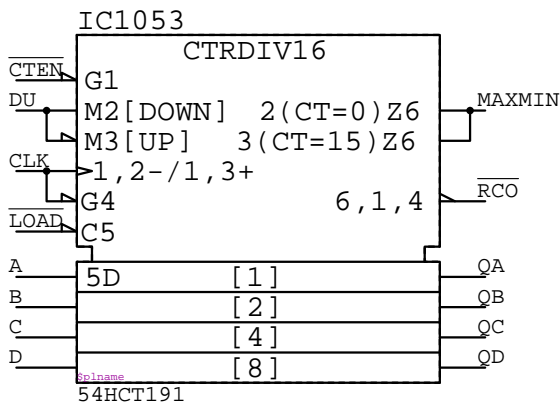 IC1053
CTRDIV16
CTEN G1
DU M2[DOWN] 2(CT=0)Z6 MAXMIN
M3[UP] 3(CT=15)Z6
CLK 1,2-/1,3+
G4 6,1,4 RCO
LOAD C5
A 5D [1] QA
B [2] QB
C [4] QC
D [8] QD
$plname
54HCT191